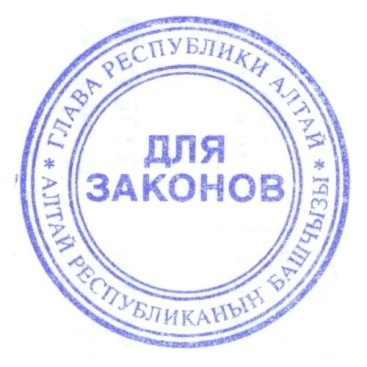 ГЛАВА РЕСПУБЛИКИ АЛТАЙ
ДЛЯ
ЗАКОНОВ
* АЛТАЙ РЕСПУБЛИКАНЫҤ БАШЧЫЗЫ *